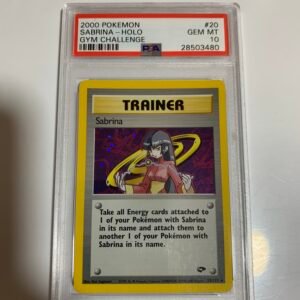 2000 POKEMON #20
SABRINA - HOLO GEM MT
GYM CHALLENGE PSA 10
28503480
TRAINER
Sabrina
Take all Energy cards attached to
1 of your Pokémon with Sabrina
in its name and attach them to
another 1 of your Pokémon with
Sabrina in its name.